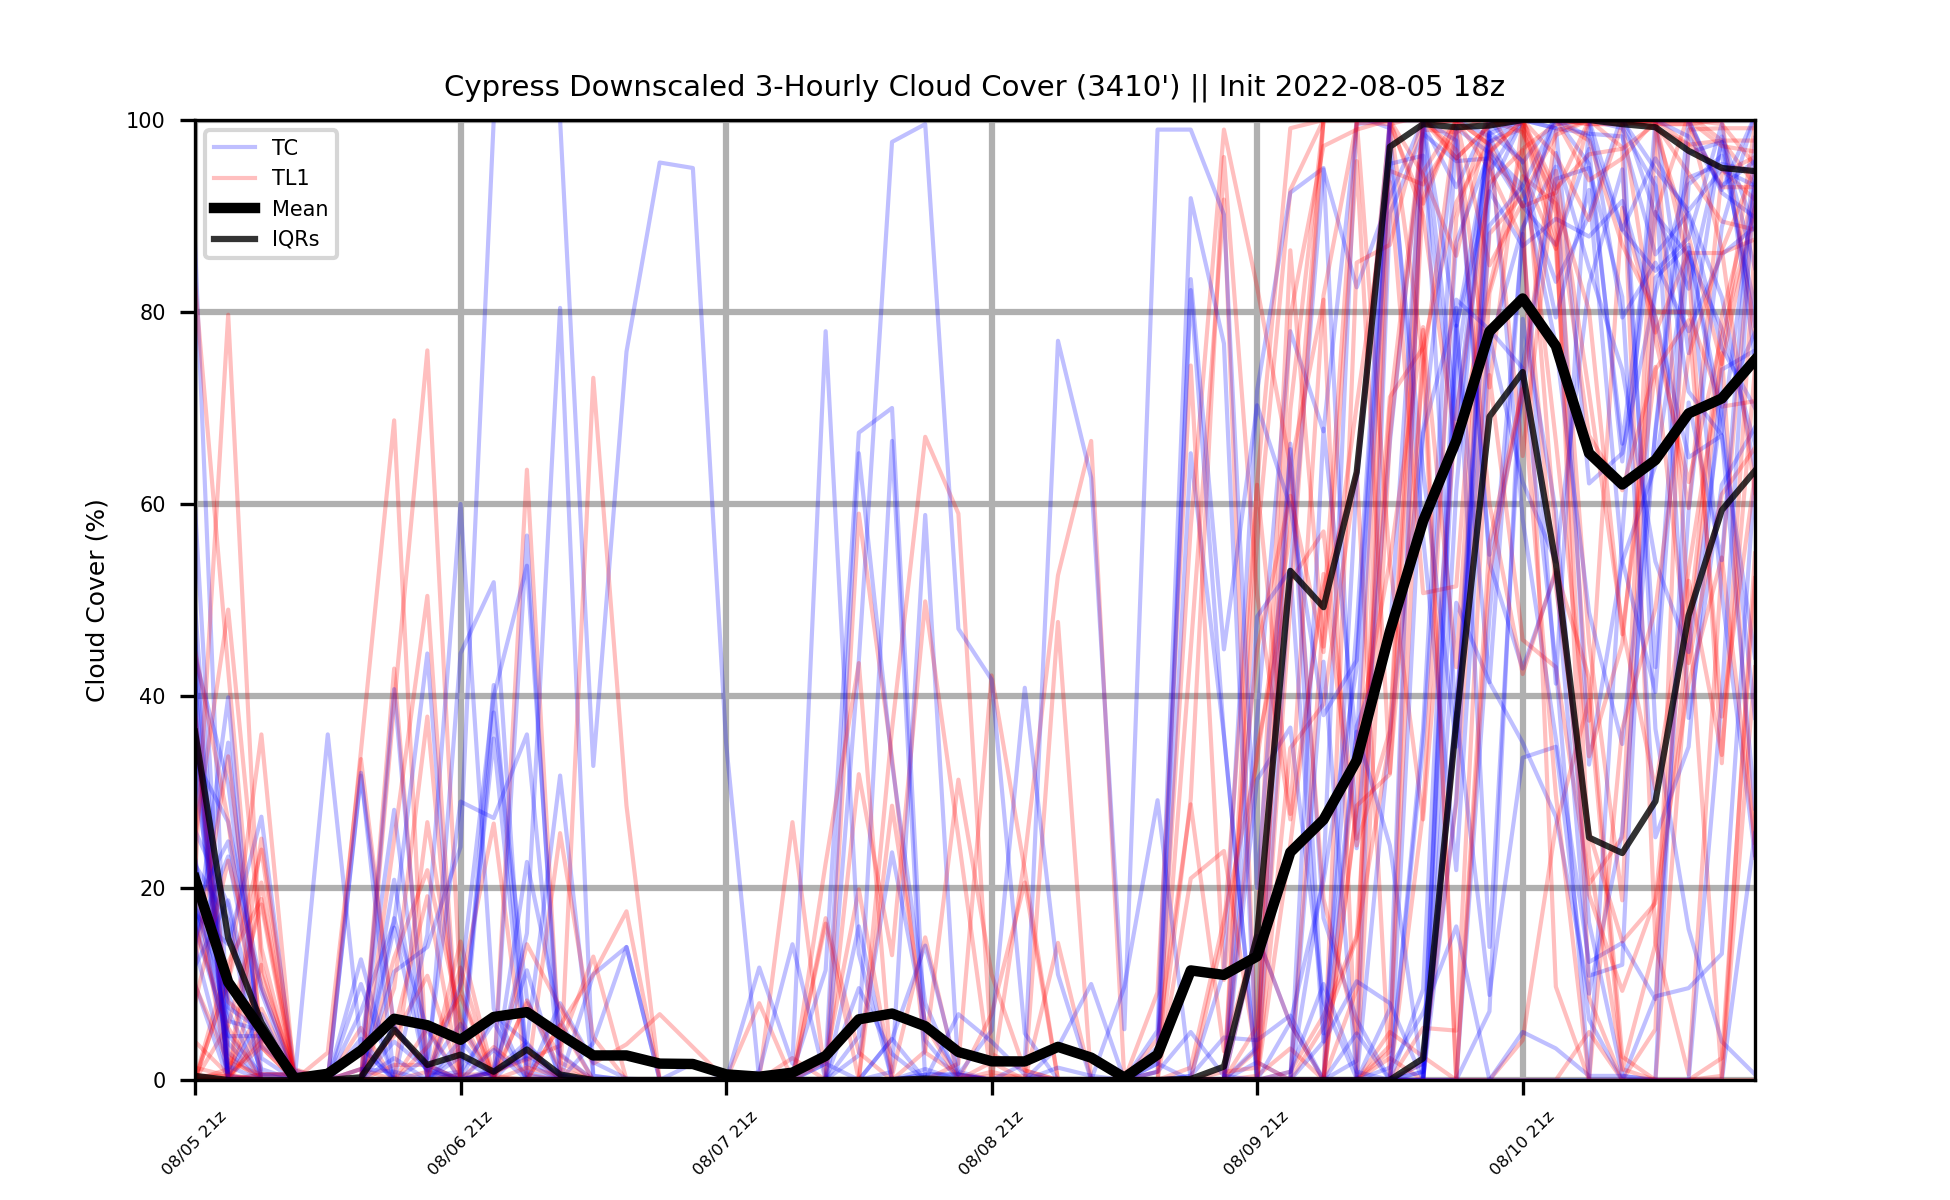 Cypress Downscaled 3-Hourly Cloud Cover (3410') || Init 2022-08-05 18z
TC
TL1
Mean
IQRs
Cloud Cover (%)
100
80
60
40
20
0
08/05 21z
08/06 21z
08/07 21z
08/08 21z
08/09 21z
08/10 21z